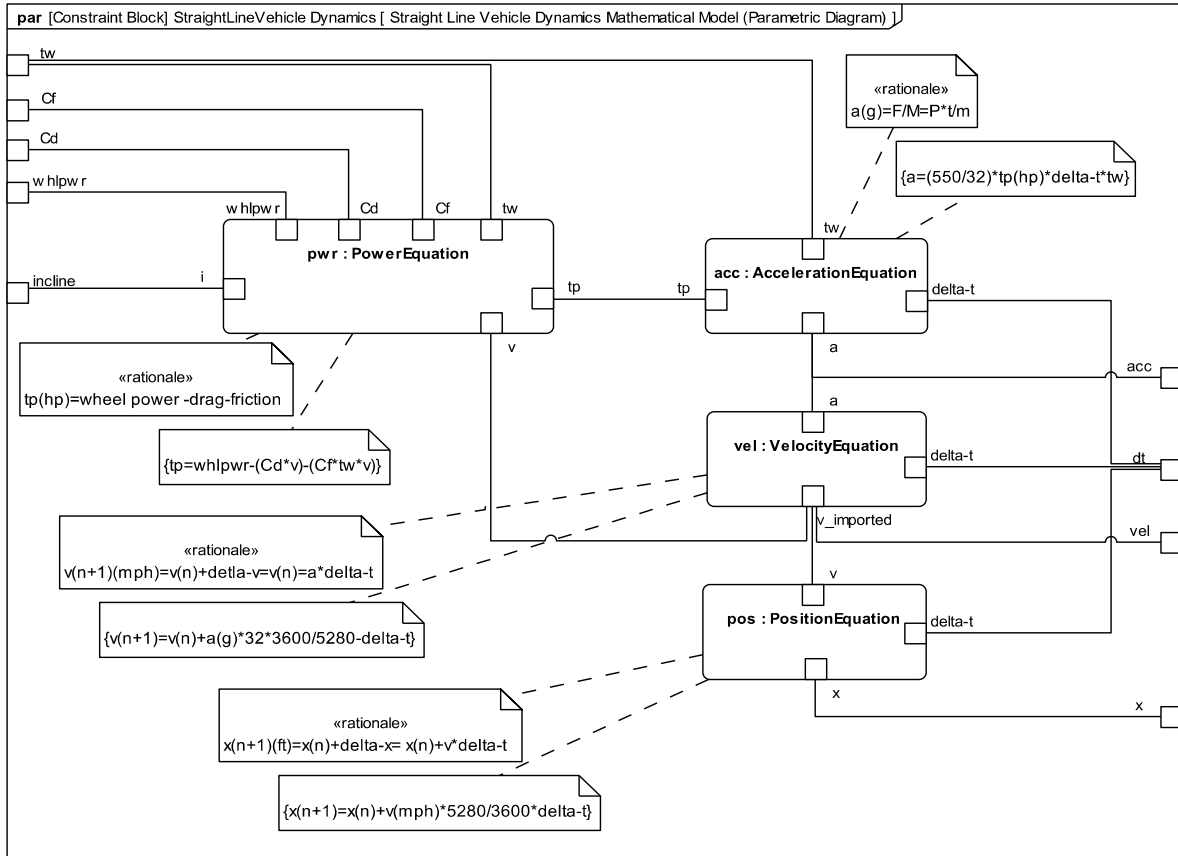 par [Constraint Block] StraightLineVehicle Dynamics [ Straight Line Vehicle Dynamics Mathematical Model (Parametric Diagram) ]
tw
Cf
Cd
whlpwr
incline
whlpwr
Cd
Cf
tw
i
pwr : PowerEquation
tp
v
tp
tw
acc : AccelerationEquation
delta-t
a
«rationale»
a(g)=F/M=P*t/m
{a=(550/32)*tp(hp)*delta-t*tw}
«rationale»
tp(hp)=wheel power -drag-friction
{tp=whlpwr-(Cd*v)-(Cf*tw*v)}
acc
a
vel : VelocityEquation
delta-t
dt
v_imported
vel
«rationale»
v(n+1)(mph)=v(n)+detla-v=v(n)=a*delta-t
{v(n+1)=v(n)+a(g)*32*3600/5280-delta-t}
v
pos : PositionEquation
delta-t
x
x
«rationale»
x(n+1)(ft)=x(n)+delta-x= x(n)+v*delta-t
{x(n+1)=x(n)+v(mph)*5280/3600*delta-t}